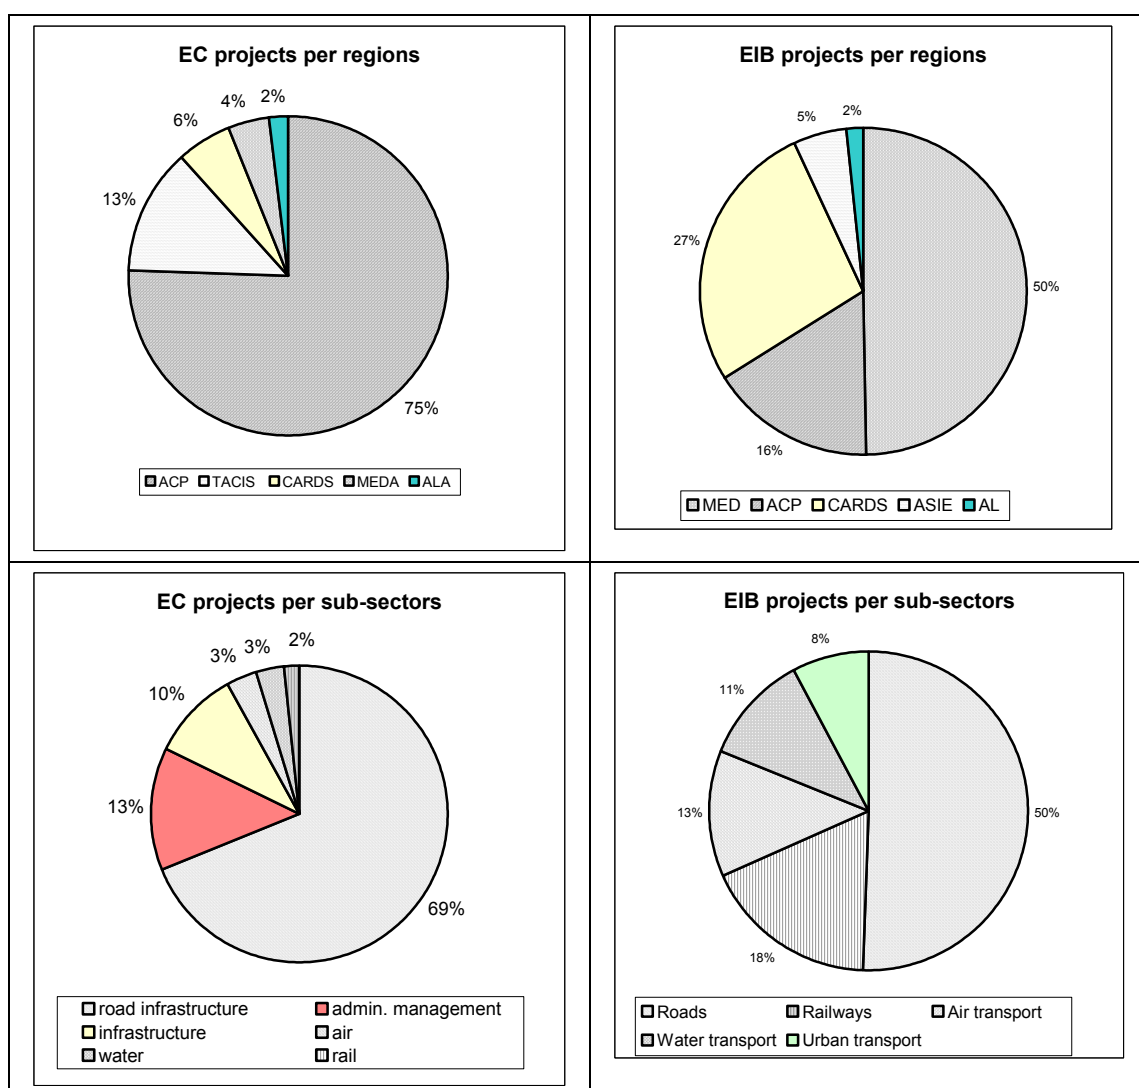 EC projects per regions
2%
4%
6%
13%
75%
ACP TACIS CARDS MEDA ALA
EIB projects per regions
2%
5%
27%
50%
16%
MED ACP CARDS ASIE AL
EC projects per sub-sectors
2%
3%
3%
10%
13%
69%
road infrastructure admin. management
infrastructure air
water rail
EIB projects per sub-sectors
8%
11%
13%
50%
18%
Roads Railways Air transport
Water transport Urban transport